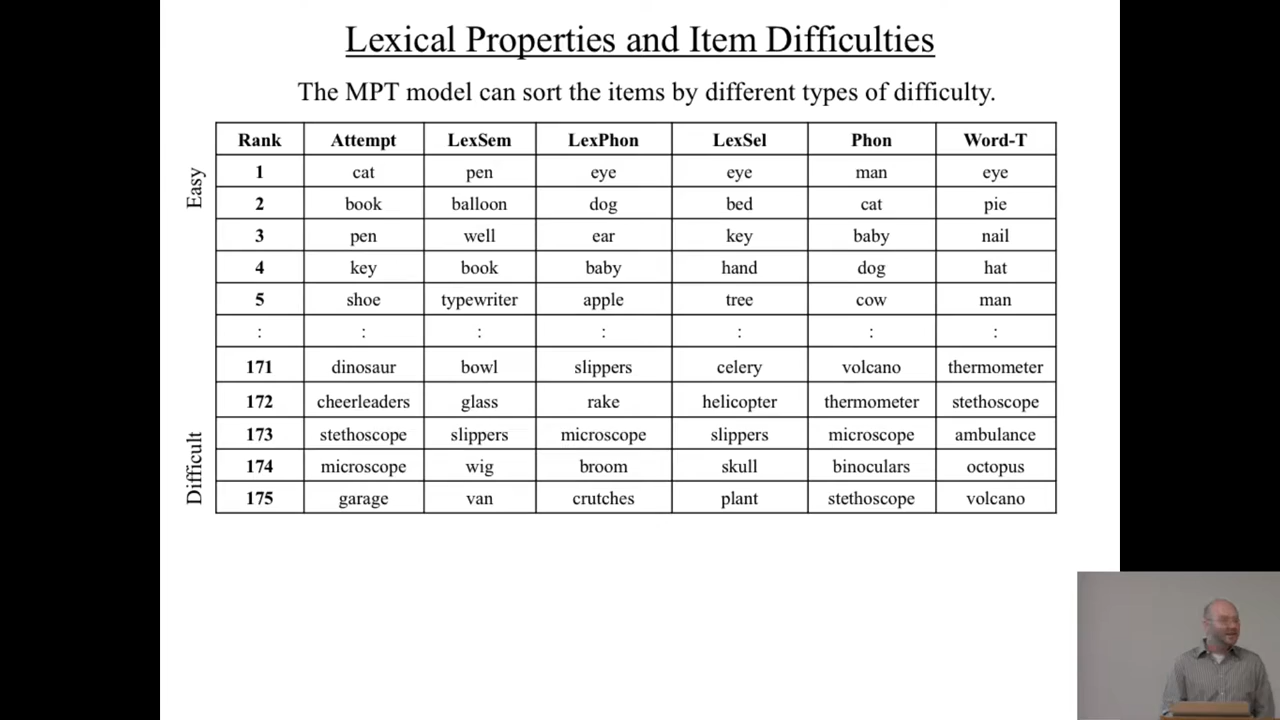 Lexical Properties and Item Difficulties
The MPT model can sort the items by different types of difficulty.
Rank Attempt LexSem LexPhon LexSel Phon Word-T
Easy
1 cat pen eye eye man eye
2 book balloon dog bed cat pie
3 pen well ear key baby nail
4 key book baby hand dog hat
5 shoe typewriter apple tree cow man
: : : : : : :
171 dinosaur bowl slippers celery volcano thermometer
172 cheerleaders glass rake helicopter thermometer stethoscope
Difficult
173 stethoscope slippers microscope slippers microscope ambulance
174 microscope wig broom skull binoculars octopus
175 garage van crutches plant stethoscope volcano